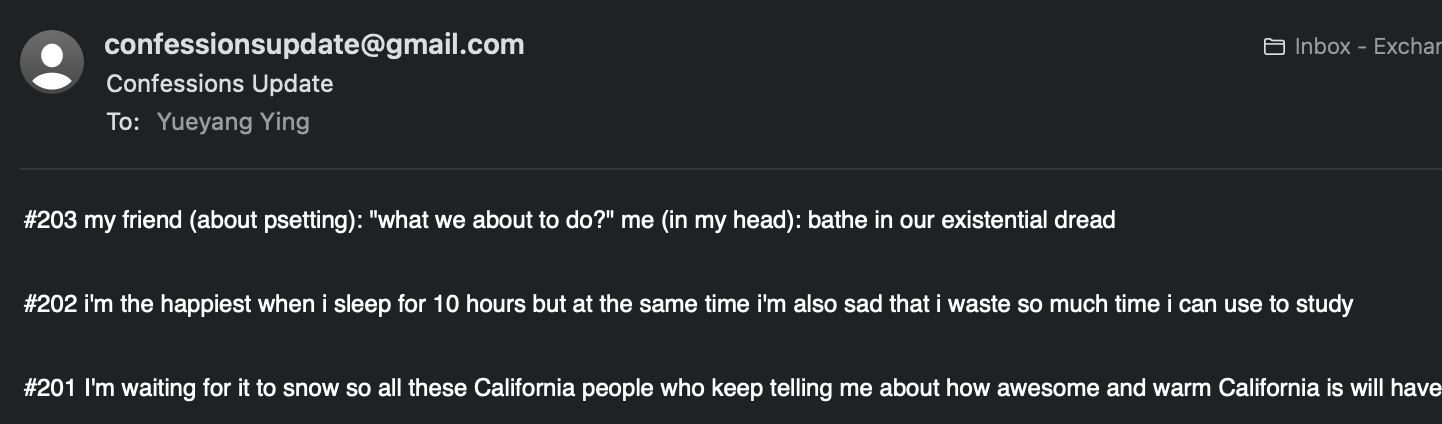 confessionsupdate@gmail.com
Inbox - Exchan
Confessions Update
To: Yueyang Ying
#203 my friend (about psetting): "what we about to do?" me (in my head): bathe in our existential dread
#202 i'm the happiest when i sleep for 10 hours but at the same time i'm also sad that i waste so much time i can use to study
#201 I'm waiting for it to snow so all these California people who keep telling me about how awesome and warm California is will have